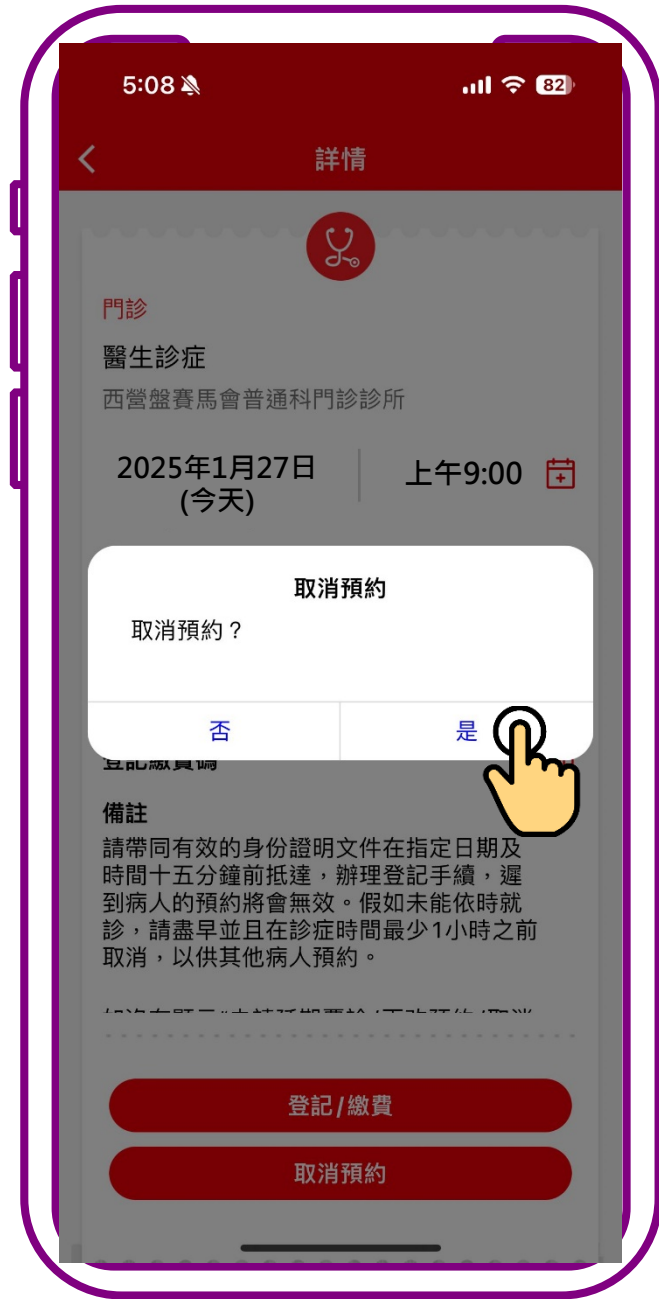 5:08
82
詳情
門診
醫生診症
西營盤賽馬會普通科門診診所
2025年1月27日
(今天)
上午9:00
取消預約
取消預約？
否
是
登記繳費碼
備註
請帶同有效的身份證明文件在指定日期及
時間十五分鐘前抵達，辦理登記手續，遲
到病人的預約將會無效。假如未能依時就
診，請盡早並且在診症時間最少1小時之前
取消，以供其他病人預約。
登記/繳費
取消預約